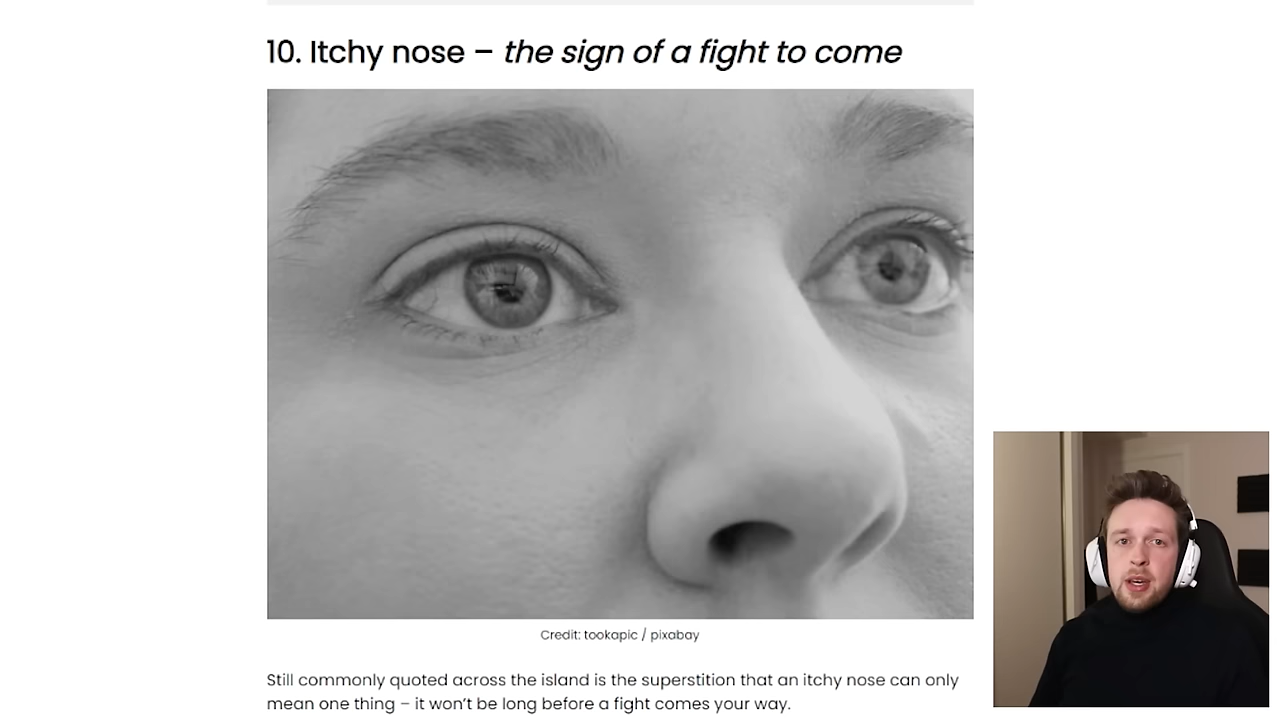 10. Itchy nose – the sign of a fight to come
Credit: tookapic / pixabay
Still commonly quoted across the island is the superstition that an itchy nose can only
mean one thing – it won’t be long before a fight comes your way.